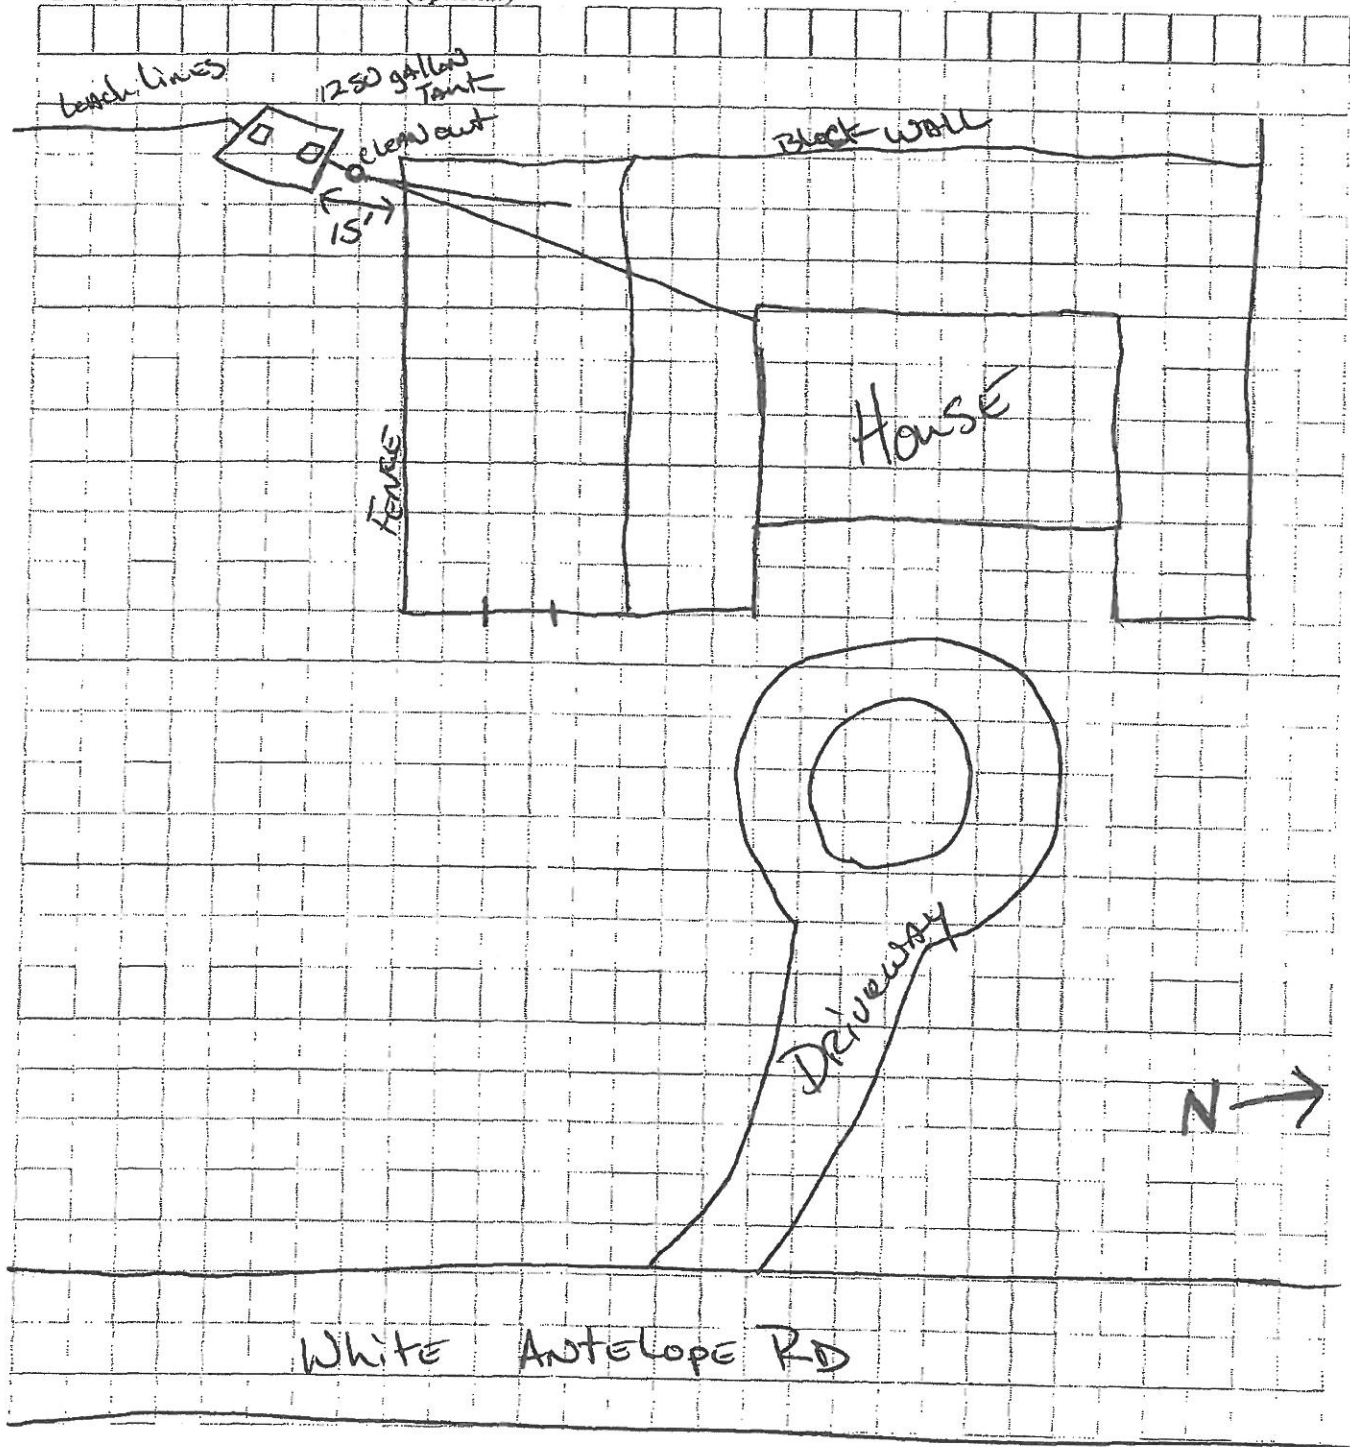 Leach Lines
1250 gallon
Tank
cleanout
15'
Block WALL
FENCE
HOUSE
DRiveWAY
N
White ANTELOPE RD